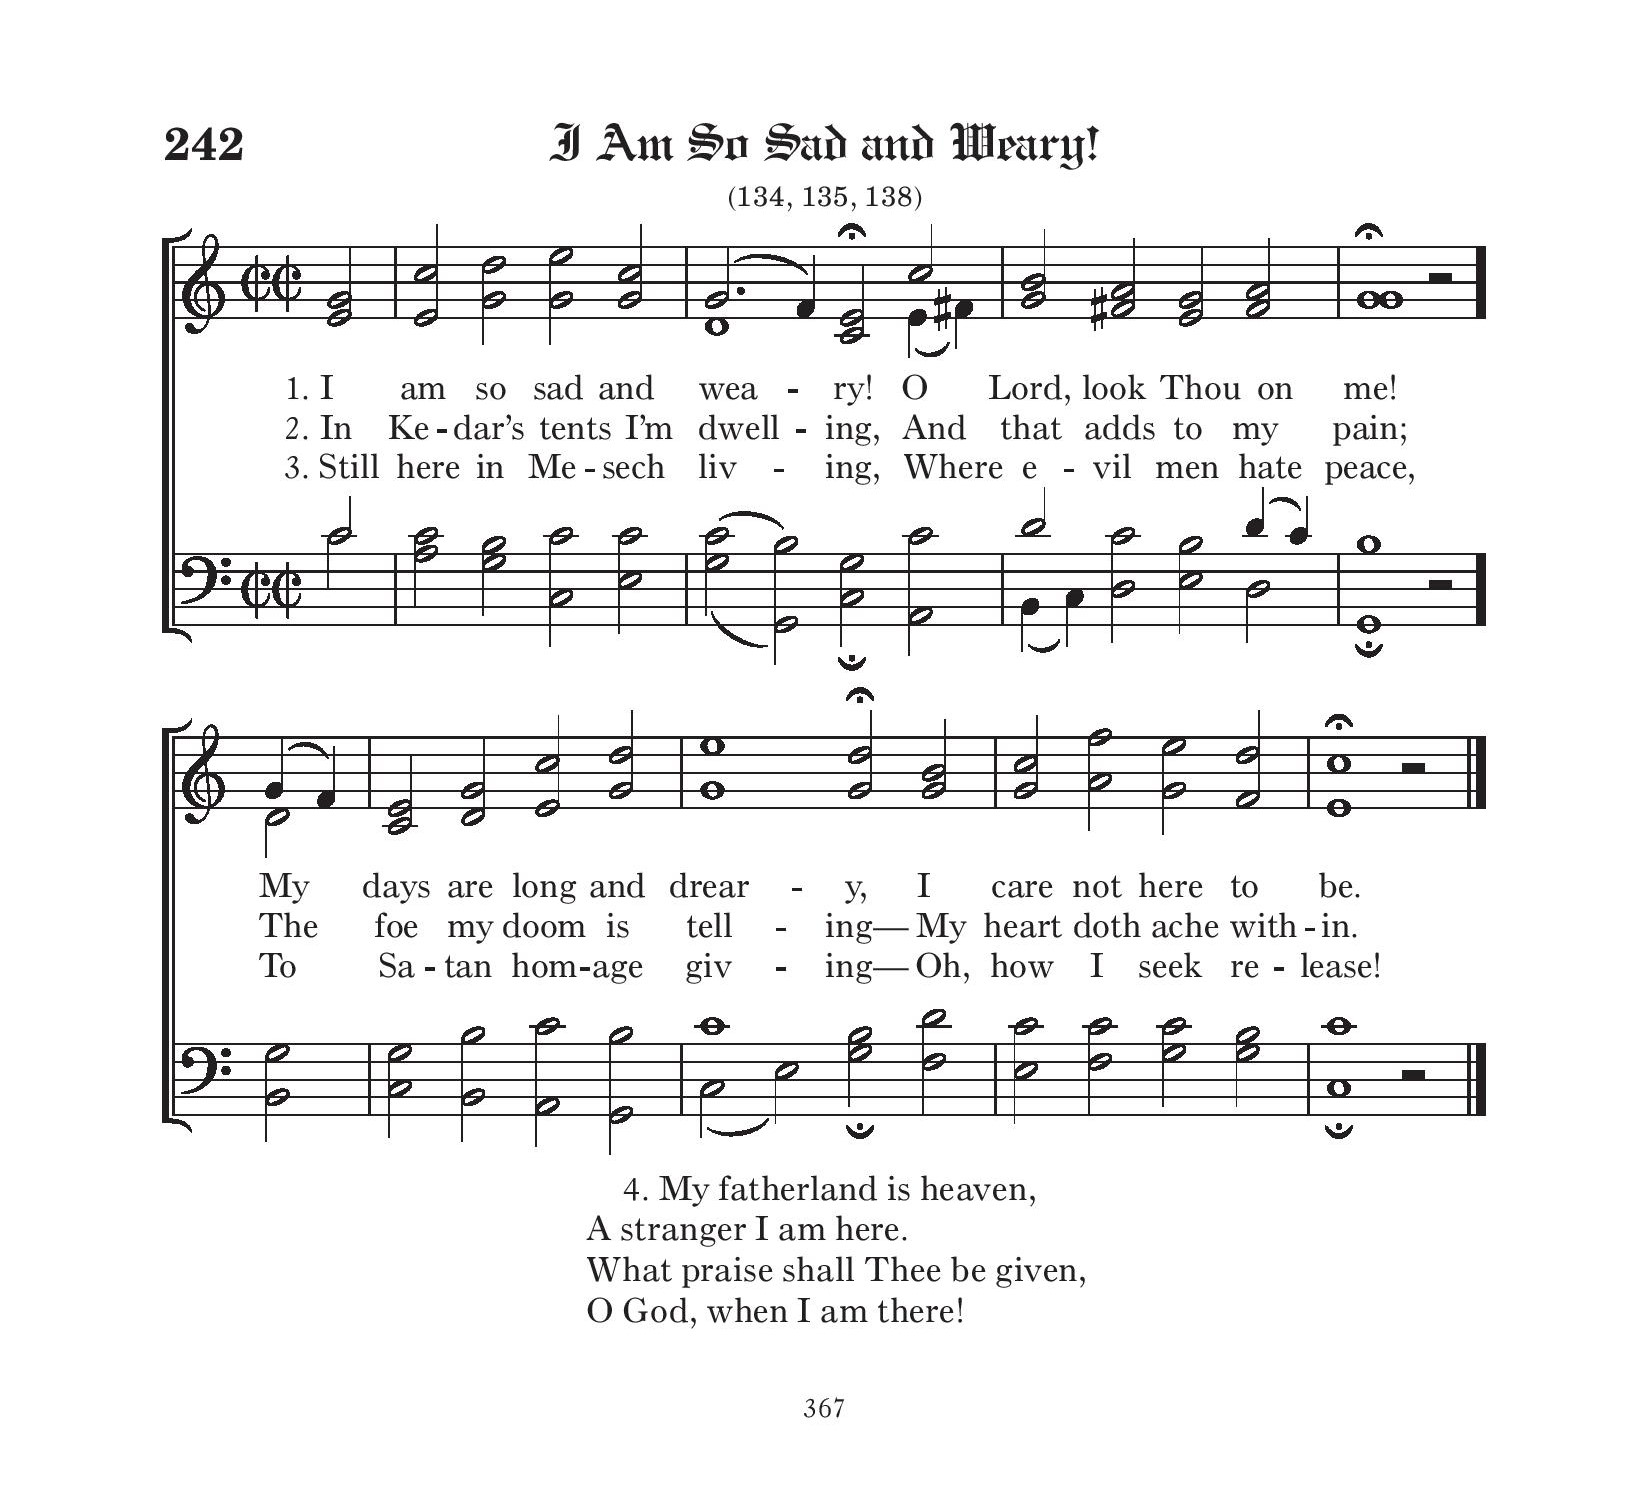 242
I Am So Sad and Weary!
(134, 135, 138)
1. I am so sad and wea - ry! O Lord, look Thou on me!
2. In Ke - dar’s tents I’m dwell - ing, And that adds to my pain;
3. Still here in Me - sech liv - ing, Where e - vil men hate peace,
My days are long and drear - y, I care not here to be.
The foe my doom is tell - ing— My heart doth ache with - in.
To Sa - tan hom - age giv - ing— Oh, how I seek re - lease!
4. My fatherland is heaven,
A stranger I am here.
What praise shall Thee be given,
O God, when I am there!
367